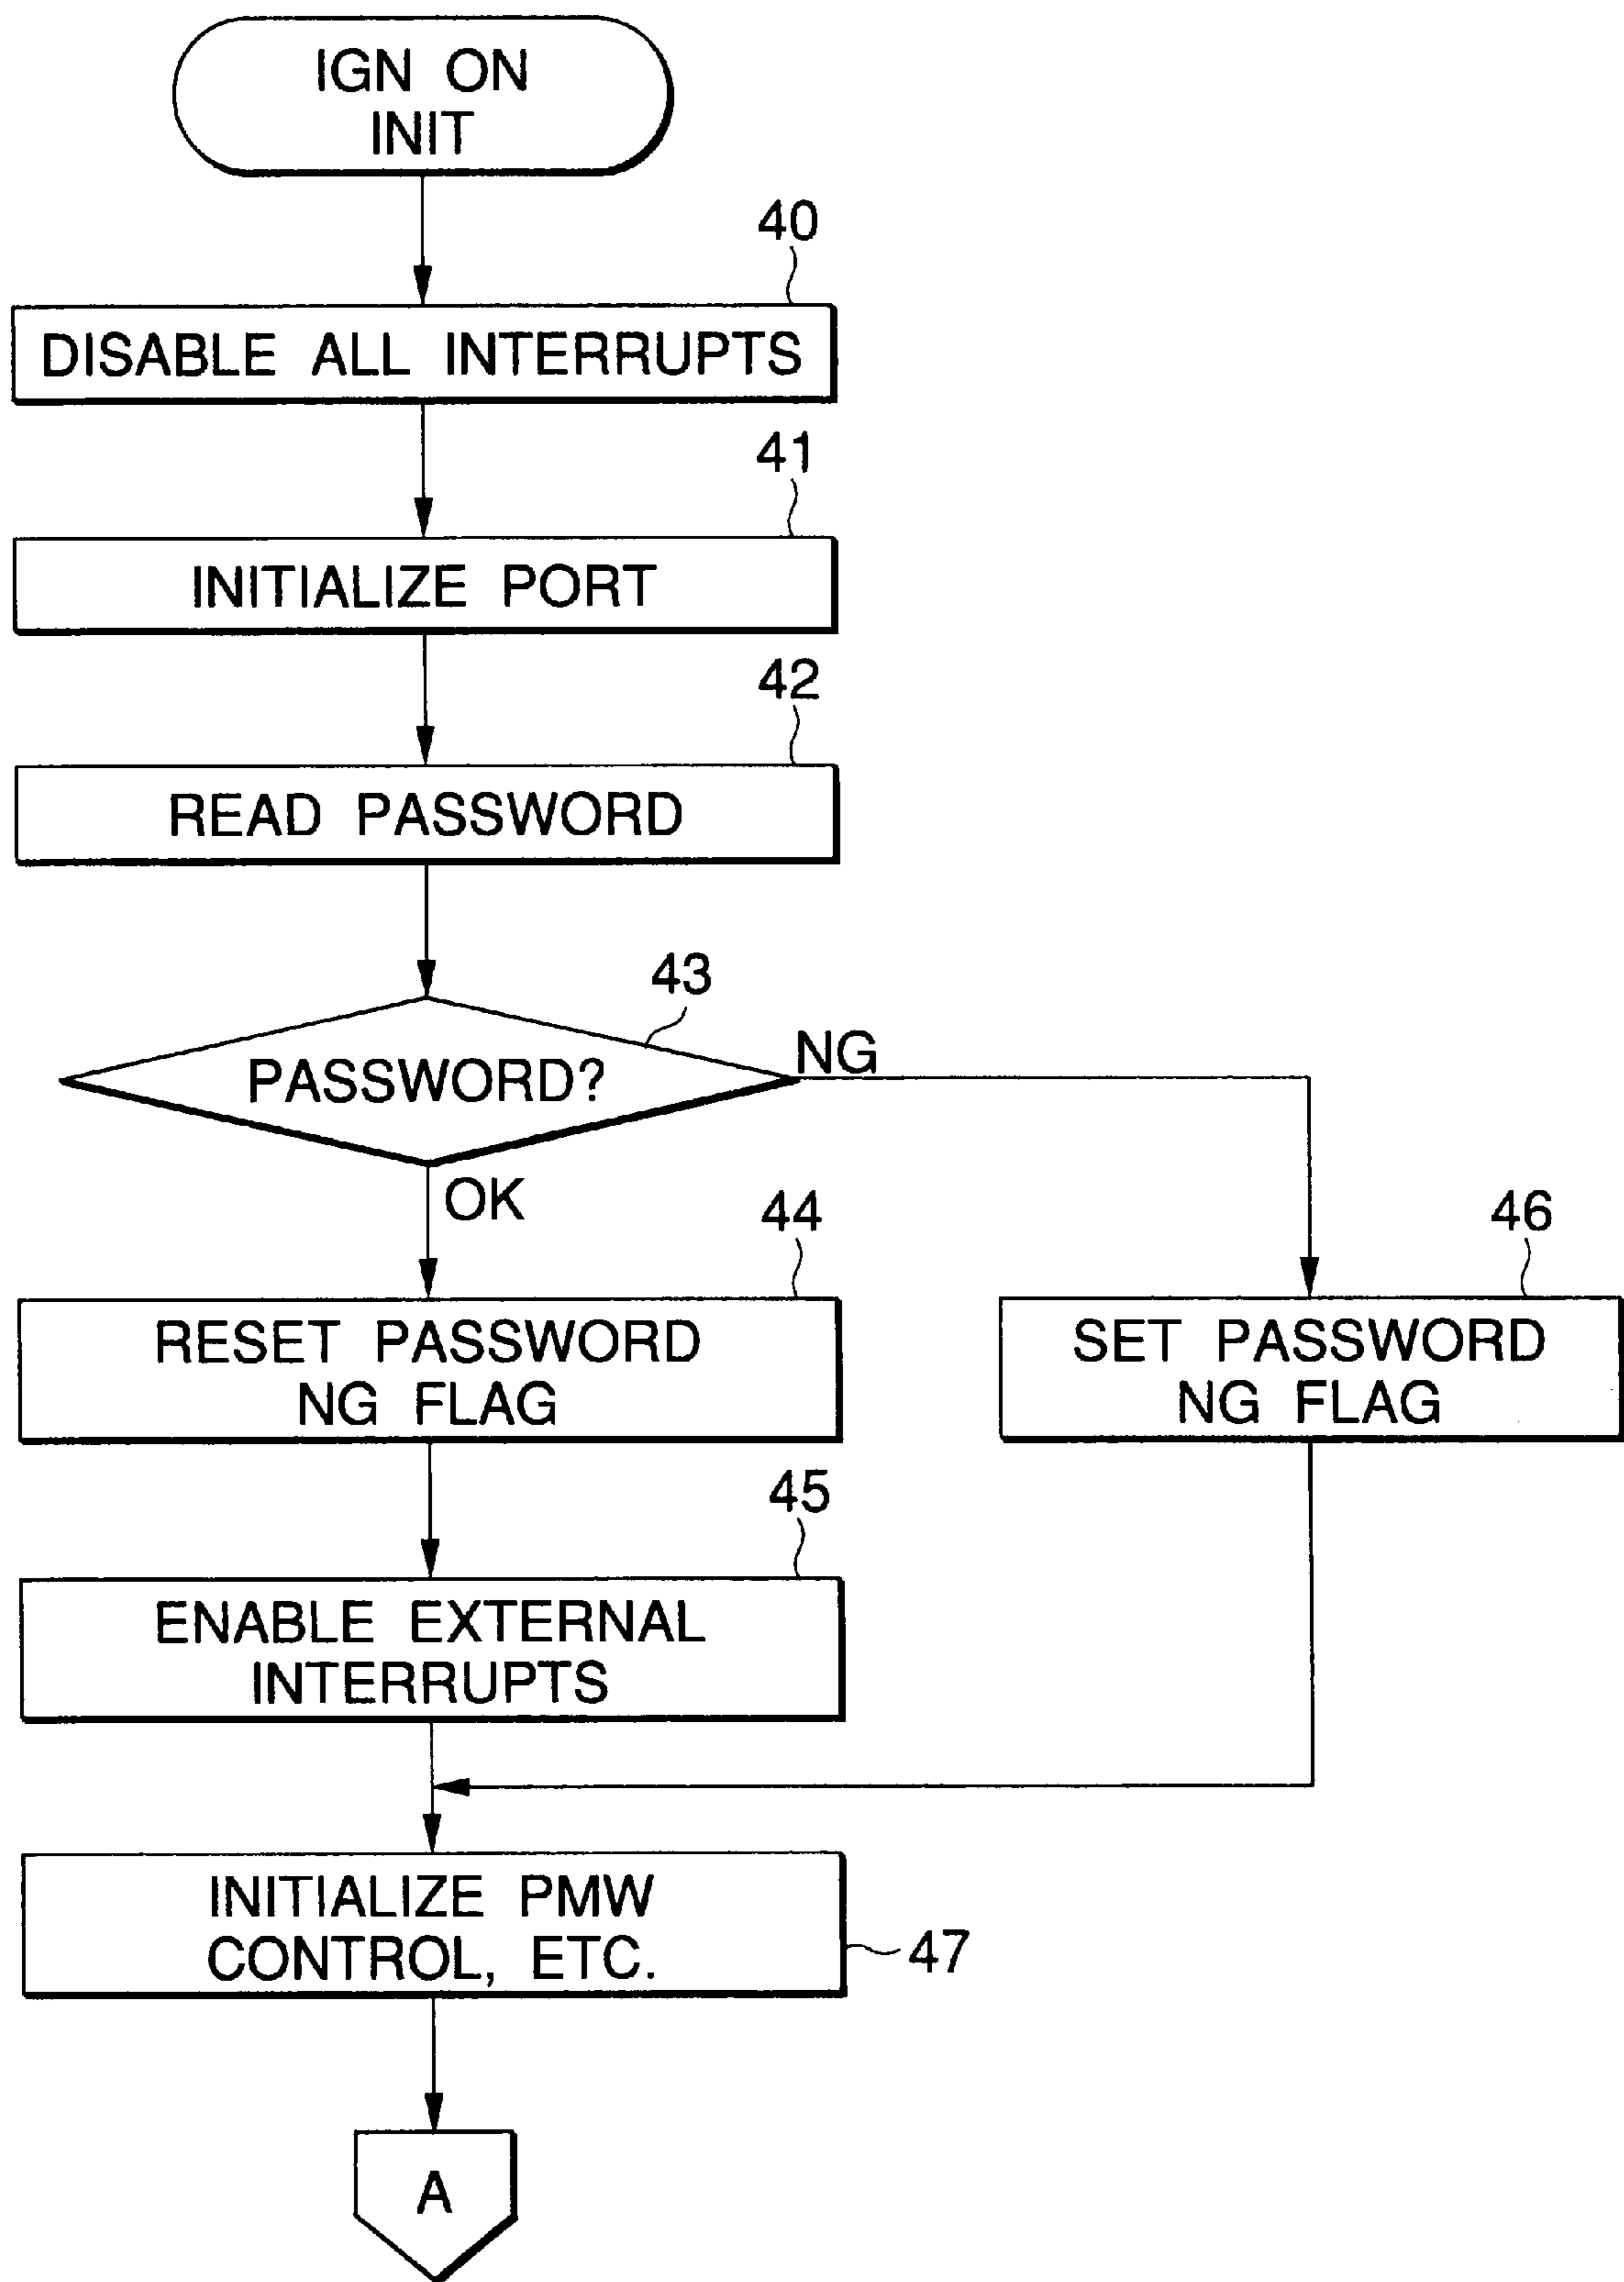 IGN ON
INIT
40
DISABLE ALL INTERRUPTS
41
INITIALIZE PORT
42
READ PASSWORD
43
PASSWORD?
NG
OK
44
RESET PASSWORD
NG FLAG
46
SET PASSWORD
NG FLAG
45
ENABLE EXTERNAL
INTERRUPTS
INITIALIZE PMW
CONTROL, ETC.
47
A